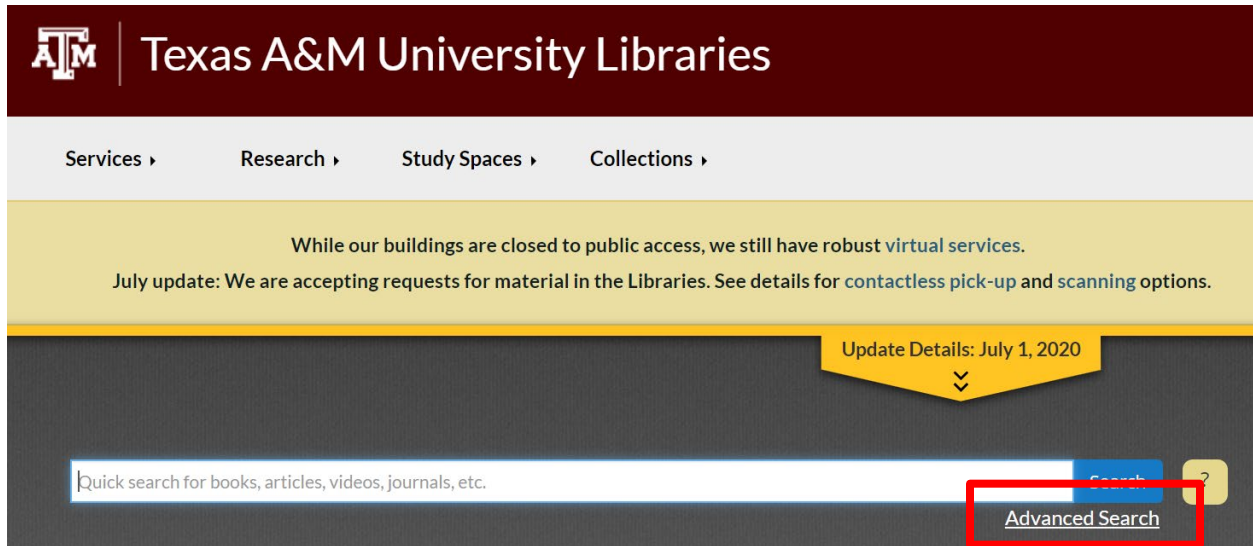 ATM Texas A&M University Libraries
Services Research Study Spaces Collections
While our buildings are closed to public access, we still have robust virtual services.
July update: We are accepting requests for material in the Libraries. See details for contactless pick-up and scanning options.
Update Details: July 1, 2020
Quick search for books, articles, videos, journals, etc. Search ?
Advanced Search